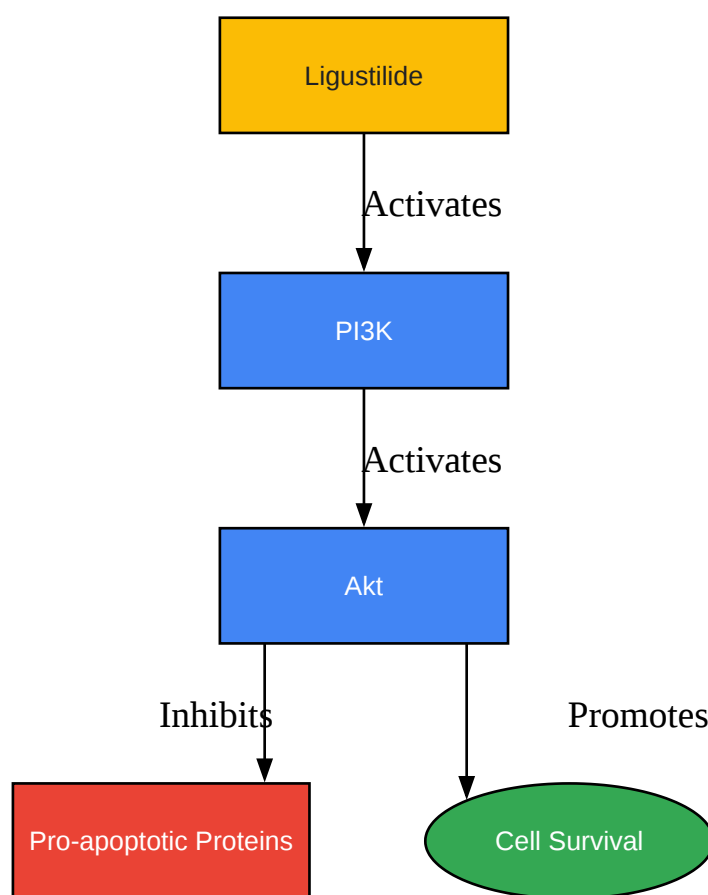 Ligustilide
Activates
PI3K
Activates
Akt
Inhibits
Promotes
Pro-apoptotic Proteins
Cell Survival